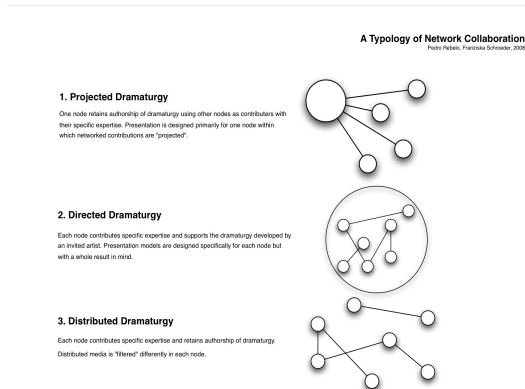 A Typology of Network Collaboration
Pedro Rebelo, Franziska Schroeder, 2008
1. Projected Dramaturgy
One node retains authorship of dramaturgy using other nodes as contributers with
their specific expertise. Presentation is designed primarily for one node within
which networked contributions are "projected".
2. Directed Dramaturgy
Each node contributes specific expertise and supports the dramaturgy developed by
an invited artist. Presentation models are designed specifically for each node but
with a whole result in mind.
3. Distributed Dramaturgy
Each node contributes specific expertise and retains authorship of dramaturgy.
Distributed media is "filtered" differently in each node.